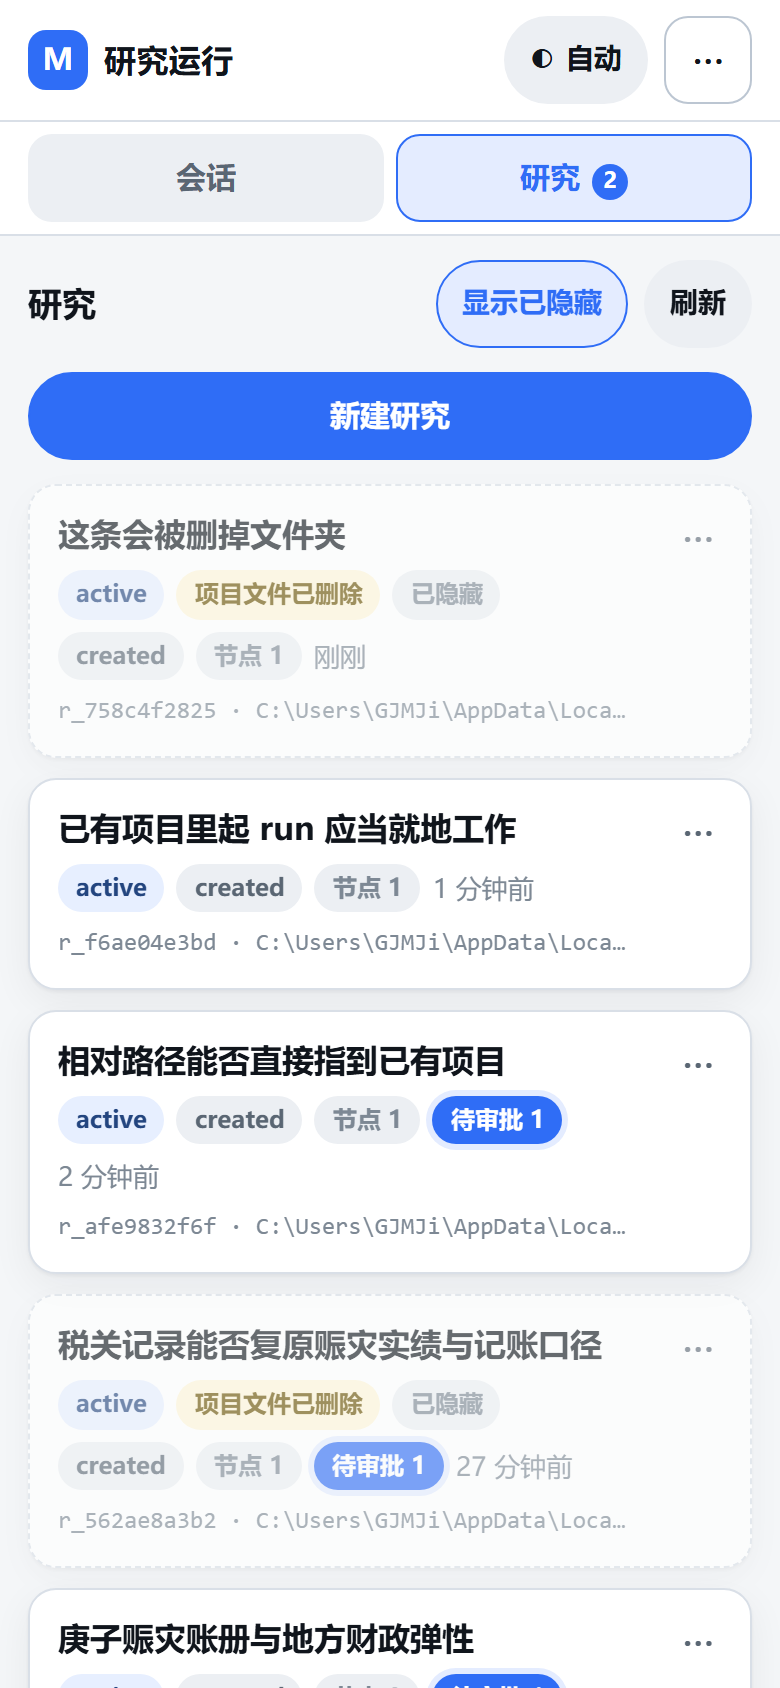 M 研究运行 ◐ 自动 ...
会话 研究 2
研究 显示已隐藏 刷新
新建研究
这条会被删掉文件夹 ...
active 项目文件已删除 已隐藏
created 节点 1 刚刚
r_758c4f2825 · C:\Users\GJMJi\AppData\Loca…
已有项目里起 run 应当就地工作 ...
active created 节点 1 1 分钟前
r_f6ae04e3bd · C:\Users\GJMJi\AppData\Loca…
相对路径能否直接指到已有项目 ...
active created 节点 1 待审批 1
2 分钟前
r_afe9832f6f · C:\Users\GJMJi\AppData\Loca…
税关记录能否复原赈灾实绩与记账口径 ...
active 项目文件已删除 已隐藏
created 节点 1 待审批 1 27 分钟前
r_562ae8a3b2 · C:\Users\GJMJi\AppData\Loca…
庚子赈灾账册与地方财政弹性 ...